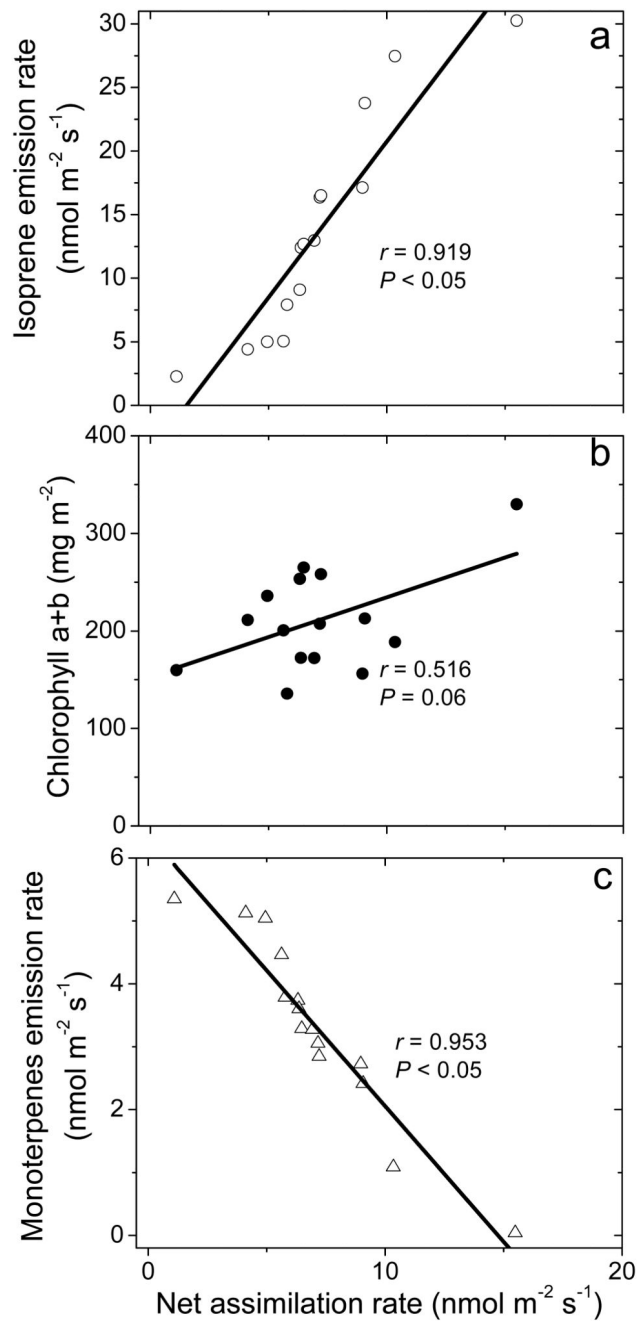 a
30
25
20
15
10
5
0
Isoprene emission rate
(nmol m⁻² s⁻¹)
r = 0.919
P < 0.05
b
400
300
200
100
0
Chlorophyll a+b (mg m⁻²)
r = 0.516
P = 0.06
c
6
4
2
0
Monoterpenes emission rate
(nmol m⁻² s⁻¹)
r = 0.953
P < 0.05
0 10 20
Net assimilation rate (nmol m⁻² s⁻¹)